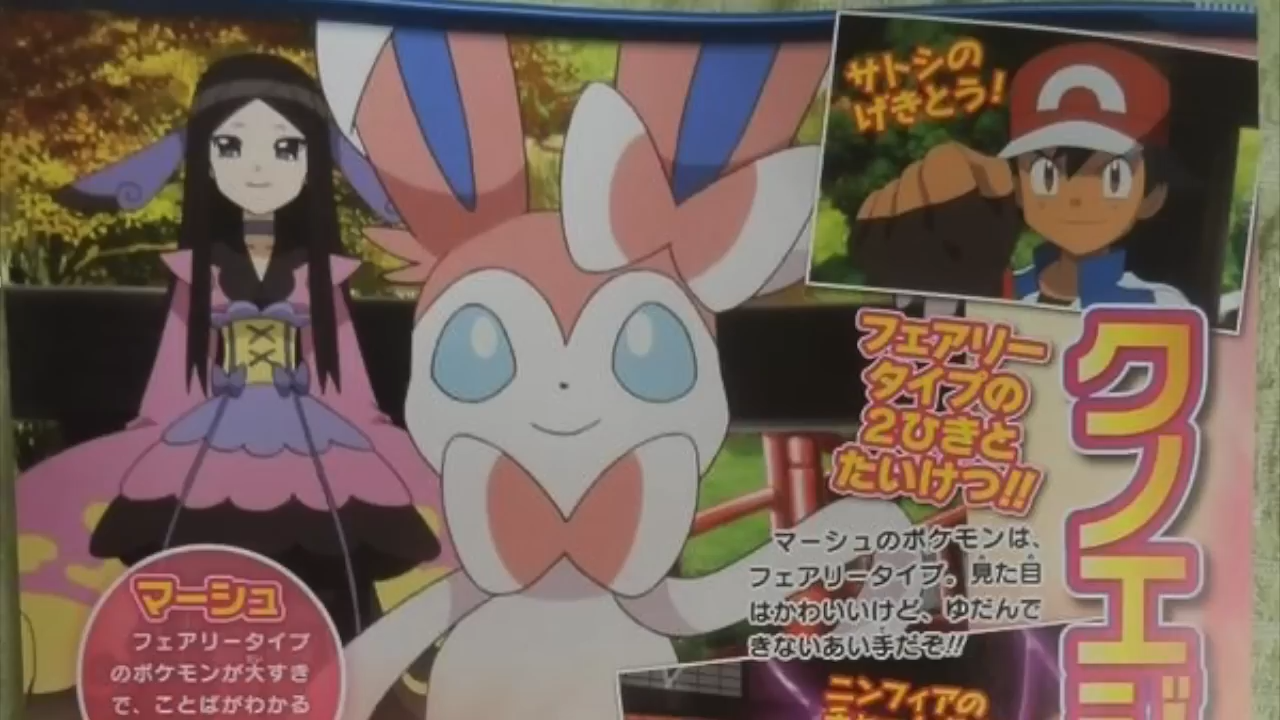 サトシの
げきとう!
クノエジ
フェアリー
タイプの
2ひきと
たいけつ!!
マーシュのポケモンは、
フェアリータイプ。見た目
はかわいいけど、ゆだんで
きないあい手だぞ!!
マーシュ
フェアリータイプ
のポケモンが大すき
で、ことばがわかる
ニンフィアの